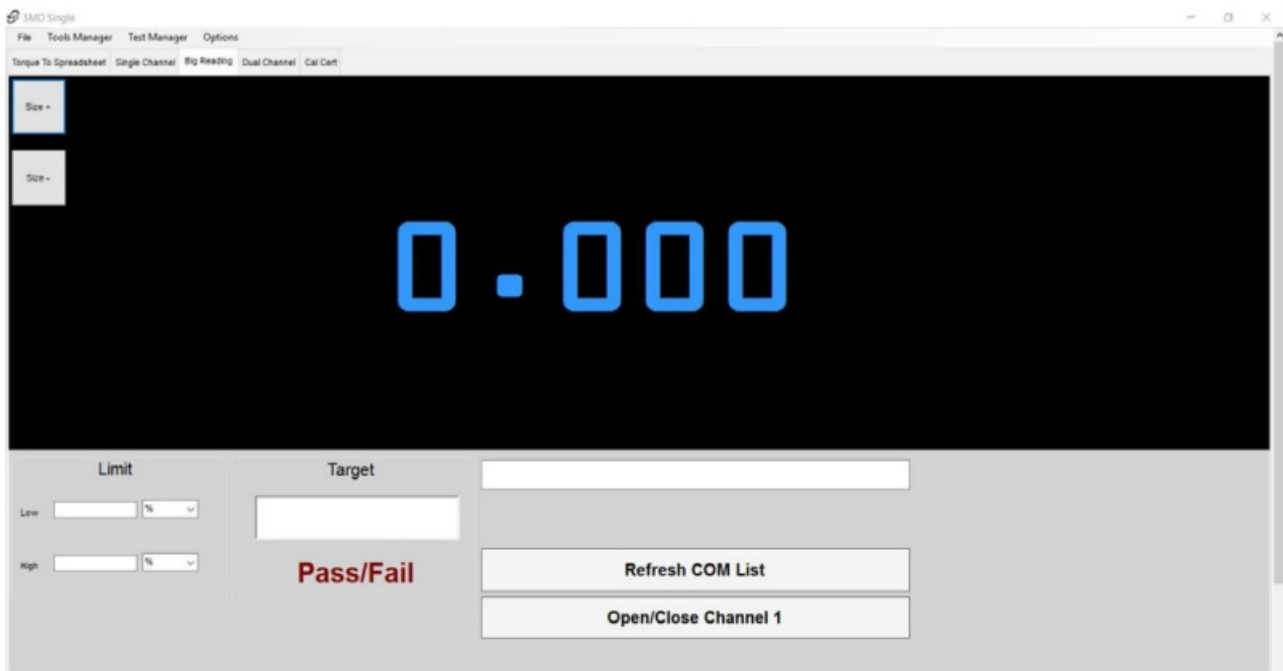 SMD Single
File Tools Manager Test Manager Options
Torque To Spreadsheet Single Channel Big Reading Dual Channel Cal Cert
Size +
Size -
0.000
Limit
Target
Low % 
High %
Pass/Fail
Refresh COM List
Open/Close Channel 1